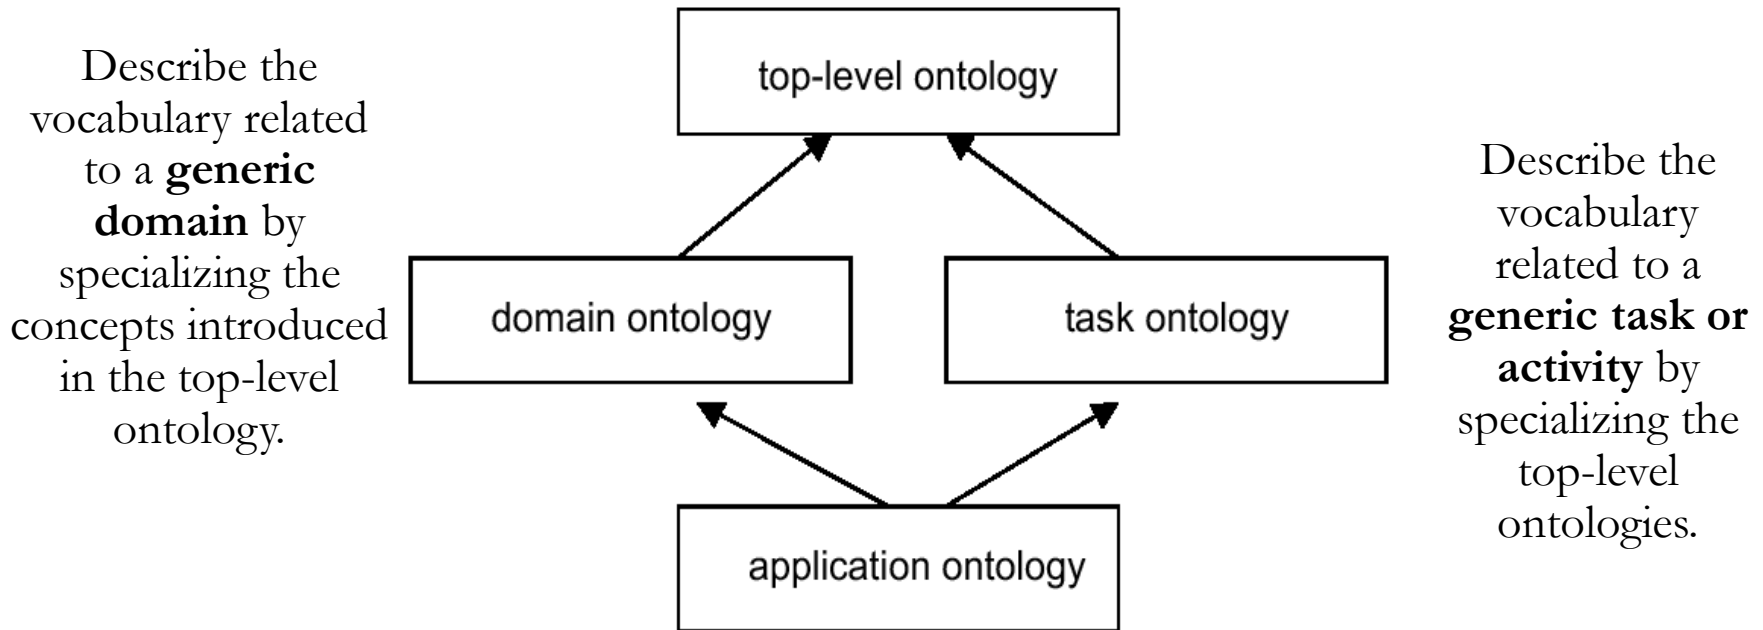 Describe the
vocabulary related
to a generic
domain by
specializing the
concepts introduced
in the top-level
ontology.
top-level ontology
domain ontology
task ontology
application ontology
Describe the
vocabulary
related to a
generic task or
activity by
specializing the
top-level
ontologies.